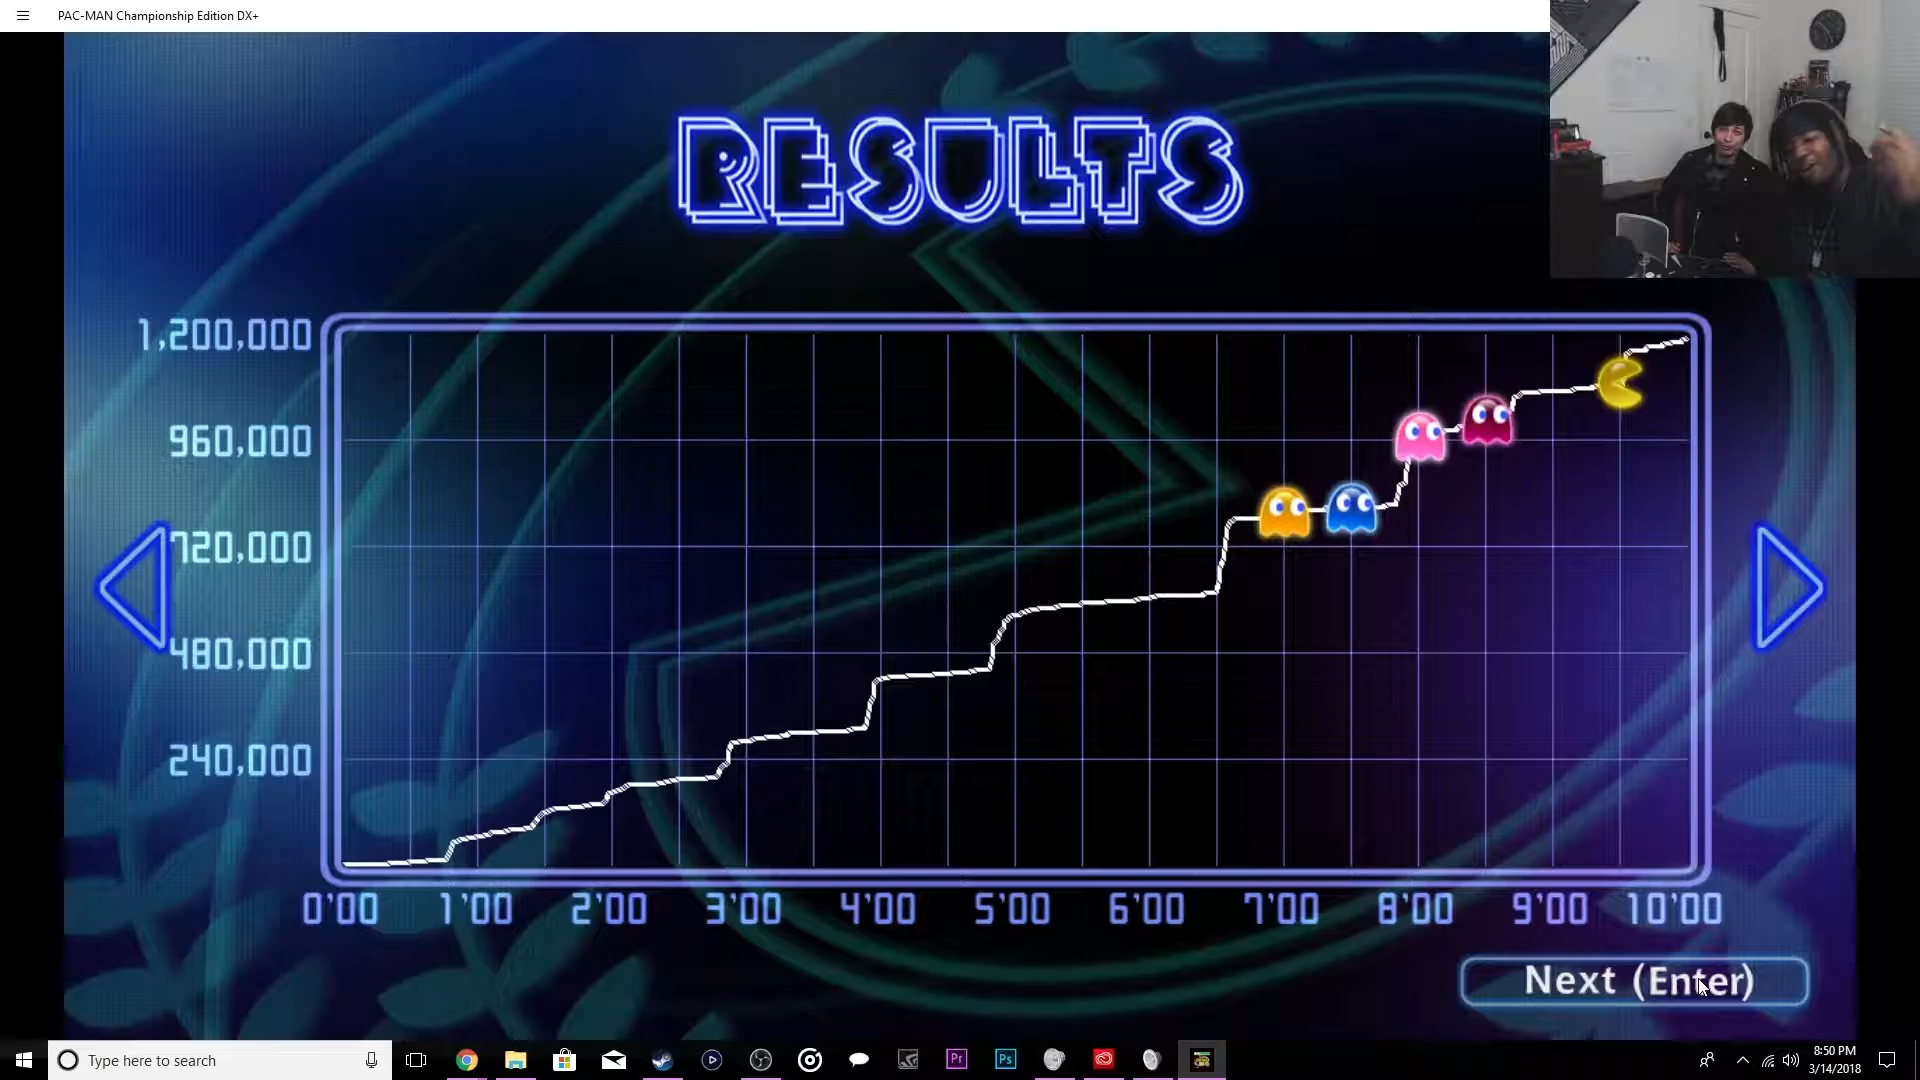 PAC-MAN Championship Edition DX+
RESULTS
1,200,000
960,000
720,000
480,000
240,000
0'00 1'00 2'00 3'00 4'00 5'00 6'00 7'00 8'00 9'00 10'00
Next (Enter)
Type here to search
Pr
Ps
8:50 PM
3/14/2018